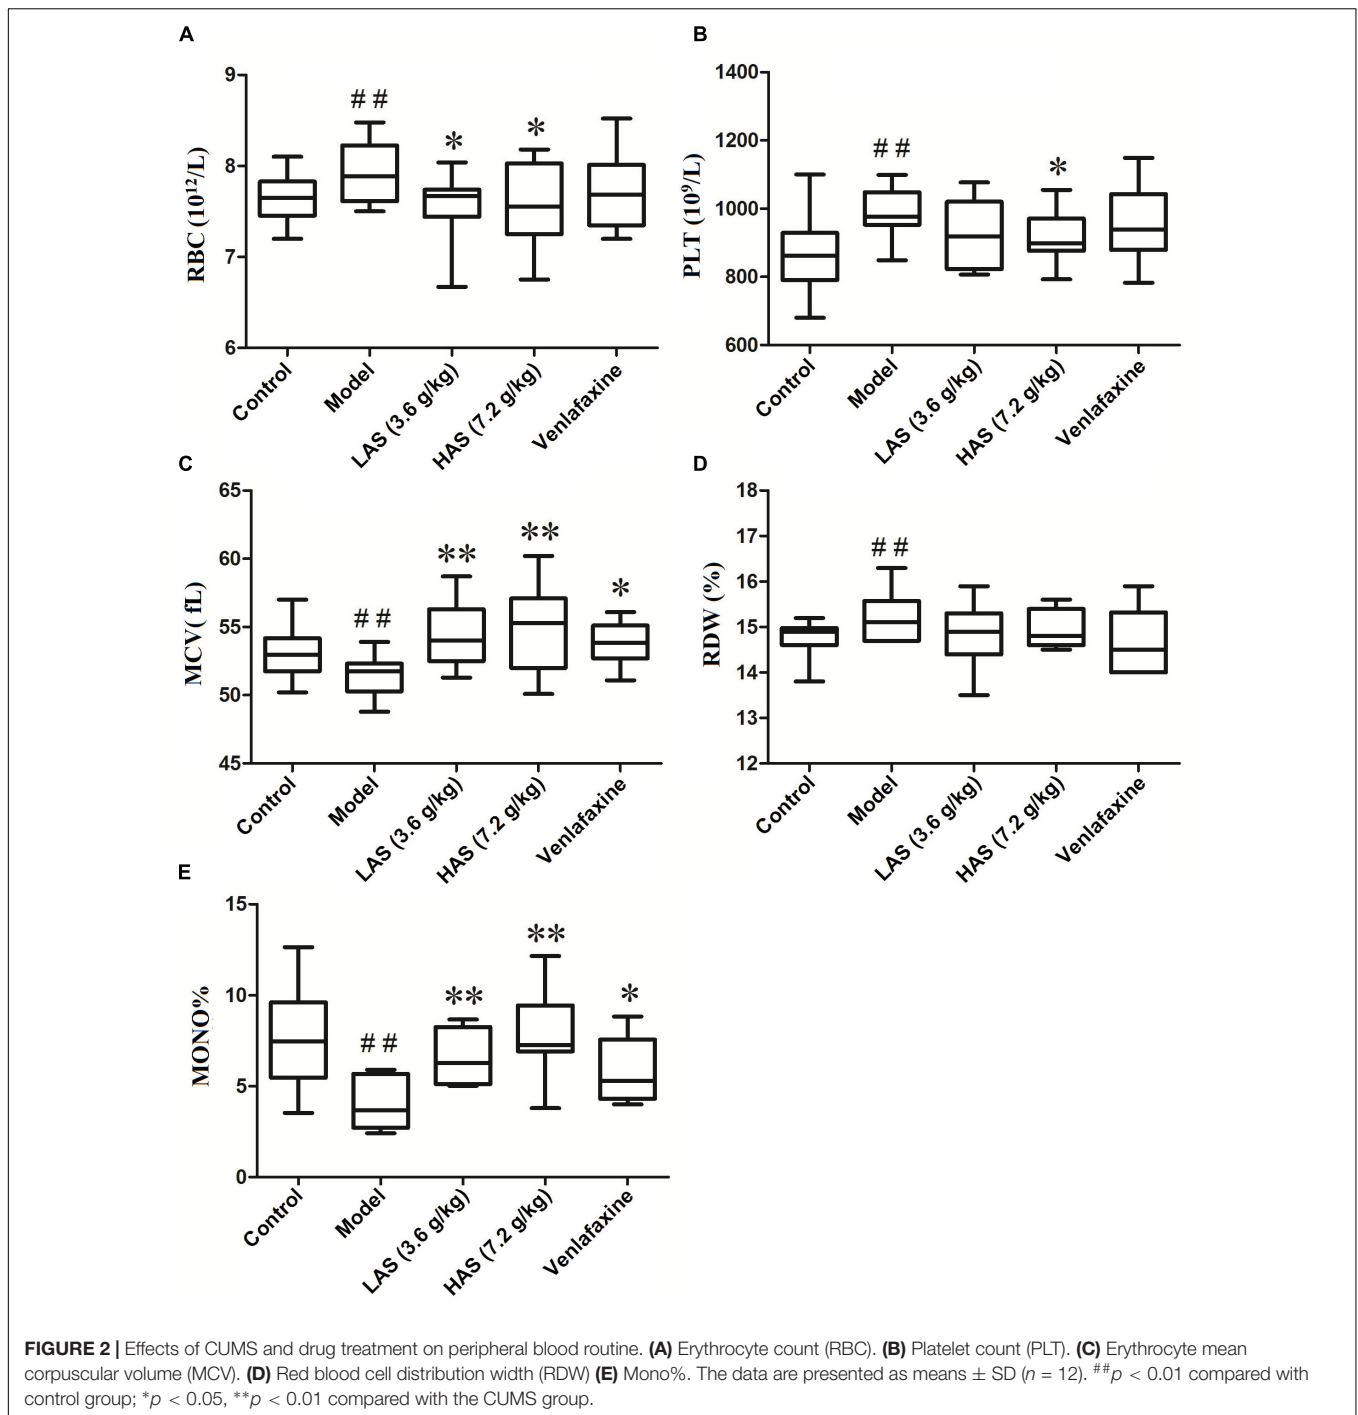 A
9
8
7
6
RBC (10¹²/L)
# #
*
*
Control
Model
LAS (3.6 g/kg)
HAS (7.2 g/kg)
Venlafaxine
B
1400
1200
1000
800
600
PLT (10⁹/L)
# #
*
Control
Model
LAS (3.6 g/kg)
HAS (7.2 g/kg)
Venlafaxine
C
65
60
55
50
45
MCV( fL)
# #
**
**
*
Control
Model
LAS (3.6 g/kg)
HAS (7.2 g/kg)
Venlafaxine
D
18
17
16
15
14
13
12
RDW (%)
# #
Control
Model
LAS (3.6 g/kg)
HAS (7.2 g/kg)
Venlafaxine
E
15
10
5
0
MONO%
# #
**
**
*
Control
Model
LAS (3.6 g/kg)
HAS (7.2 g/kg)
Venlafaxine
FIGURE 2 | Effects of CUMS and drug treatment on peripheral blood routine. (A) Erythrocyte count (RBC). (B) Platelet count (PLT). (C) Erythrocyte mean
corpuscular volume (MCV). (D) Red blood cell distribution width (RDW) (E) Mono%. The data are presented as means ± SD (n = 12). ##p < 0.01 compared with
control group; *p < 0.05, **p < 0.01 compared with the CUMS group.